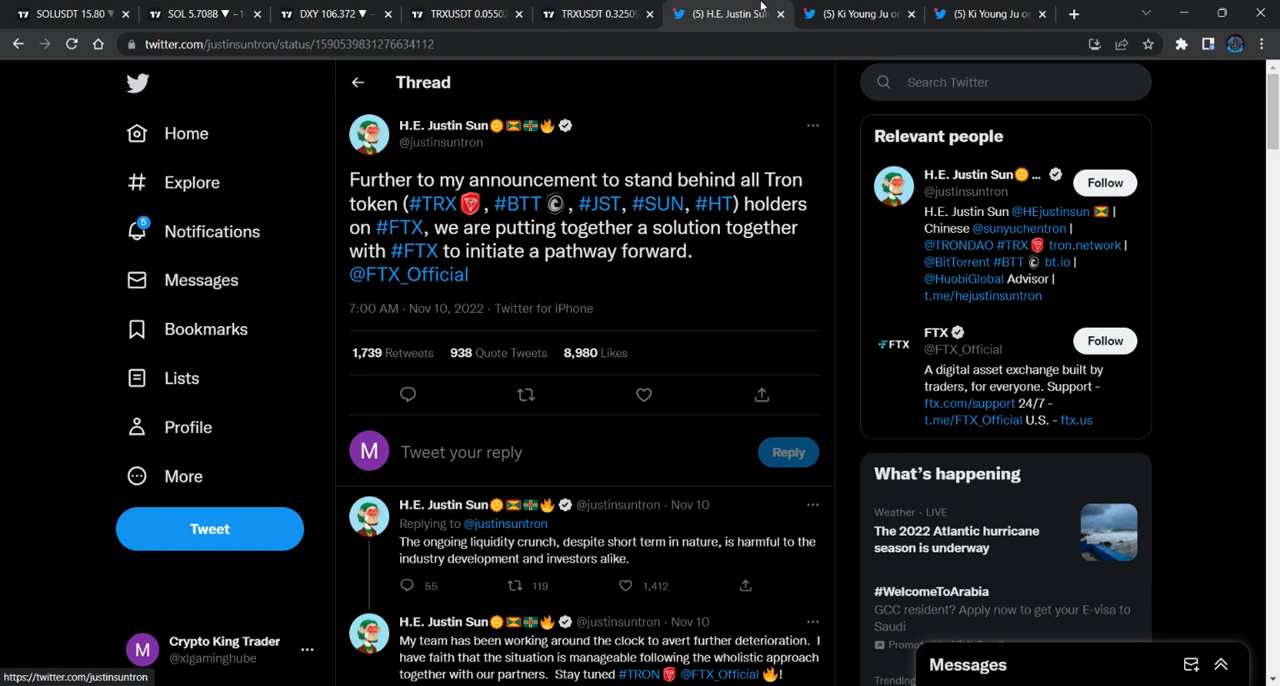 SOLUSDT 15.80 ▼
SOL 5.708B ▼ −1
DXY 106.372 ▼ −
TRXUSDT 0.0550
TRXUSDT 0.3250
(5) H.E. Justin Su
(5) Ki Young Ju o
(5) Ki Young Ju o
twitter.com/justinsuntron/status/1590539831276634112
Home
Explore
5
Notifications
Messages
Bookmarks
Lists
Profile
More
Tweet
Crypto King Trader
@xlgaminghube
M
https://twitter.com/justinsuntron
Thread
H.E. Justin Sun🌞🇬🇩🇩🇲🔥
@justinsuntron
Further to my announcement to stand behind all Tron
token (#TRX, #BTT, #JST, #SUN, #HT) holders
on #FTX, we are putting together a solution together
with #FTX to initiate a pathway forward.
@FTX_Official
7:00 AM · Nov 10, 2022 · Twitter for iPhone
1,739 Retweets 938 Quote Tweets 8,980 Likes
M
Tweet your reply
Reply
H.E. Justin Sun🌞🇬🇩🇩🇲🔥 @justinsuntron · Nov 10
Replying to @justinsuntron
The ongoing liquidity crunch, despite short term in nature, is harmful to the
industry development and investors alike.
55 119 1,412
H.E. Justin Sun🌞🇬🇩🇩🇲🔥 @justinsuntron · Nov 10
My team has been working around the clock to avert further deterioration. I
have faith that the situation is manageable following the wholistic approach
together with our partners. Stay tuned #TRON @FTX_Official 🔥!
Search Twitter
Relevant people
H.E. Justin Sun🌞 ...
@justinsuntron
Follow
H.E. Justin Sun @HEjustinsun 🇬🇩 |
Chinese @sunyuchentron |
@TRONDAO #TRX tron.network |
@BitTorrent #BTT bt.io |
@HuobiGlobal Advisor |
t.me/hejustinsuntron
FTX
FTX
@FTX_Official
Follow
A digital asset exchange built by
traders, for everyone. Support -
ftx.com/support 24/7 -
t.me/FTX_Official U.S. - ftx.us
What's happening
Weather · LIVE
The 2022 Atlantic hurricane
season is underway
#WelcomeToArabia
GCC resident? Apply now to get your E-visa to
Saudi
Trending
Messages